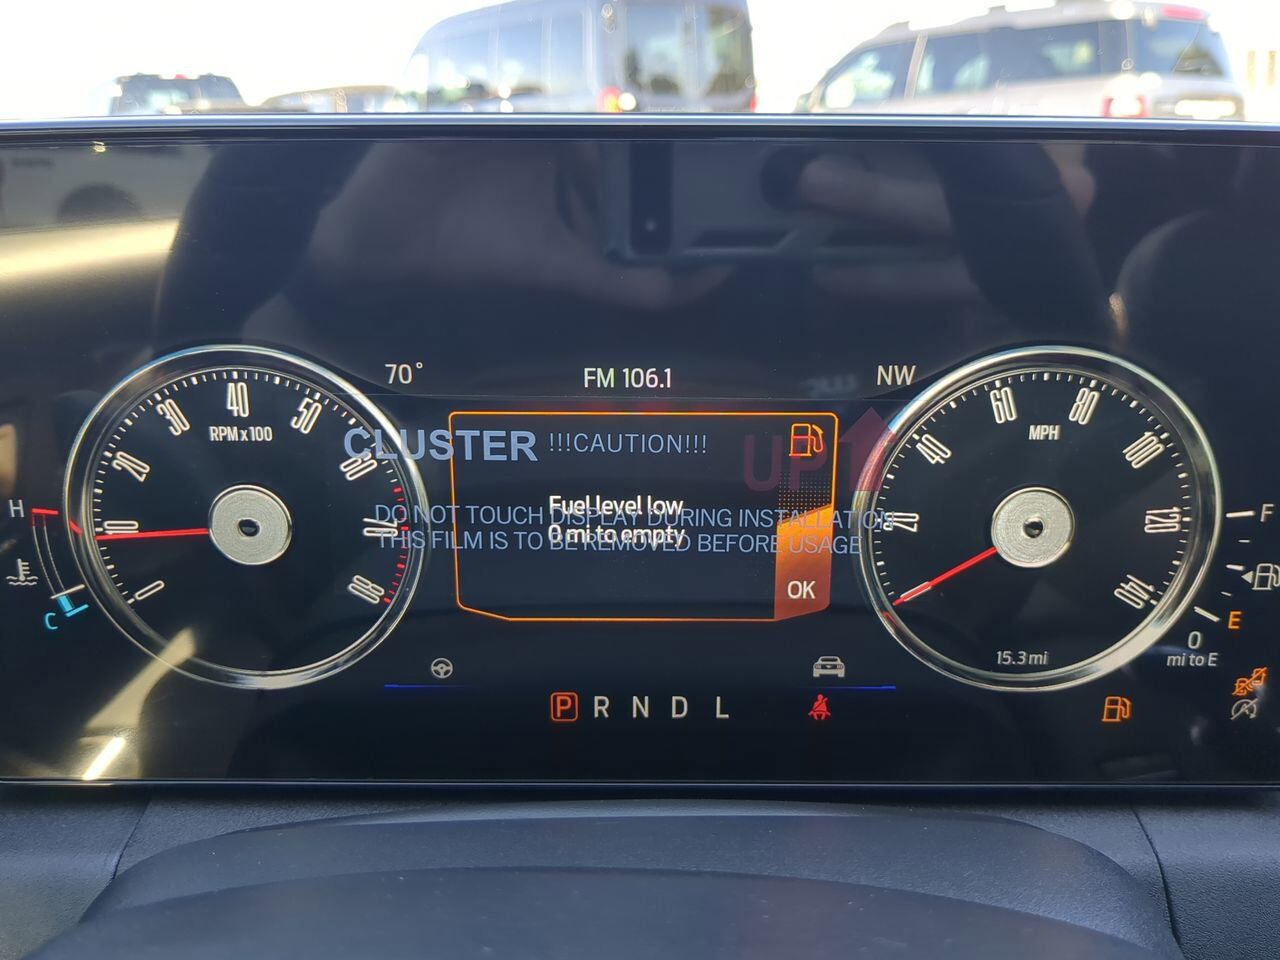 70°
FM 106.1
NW
CLUSTER !!!CAUTION!!! UP
Fuel level low
DO NOT TOUCH DISPLAY DURING INSTALLATION
0 mi to empty
THIS FILM IS TO BE REMOVED BEFORE USAGE
OK
0
10
20
30
40
50
60
70
80
RPM x 100
H
C
20
40
60
80
100
120
140
MPH
15.3 mi
F
E
0
mi to E
P R N D L